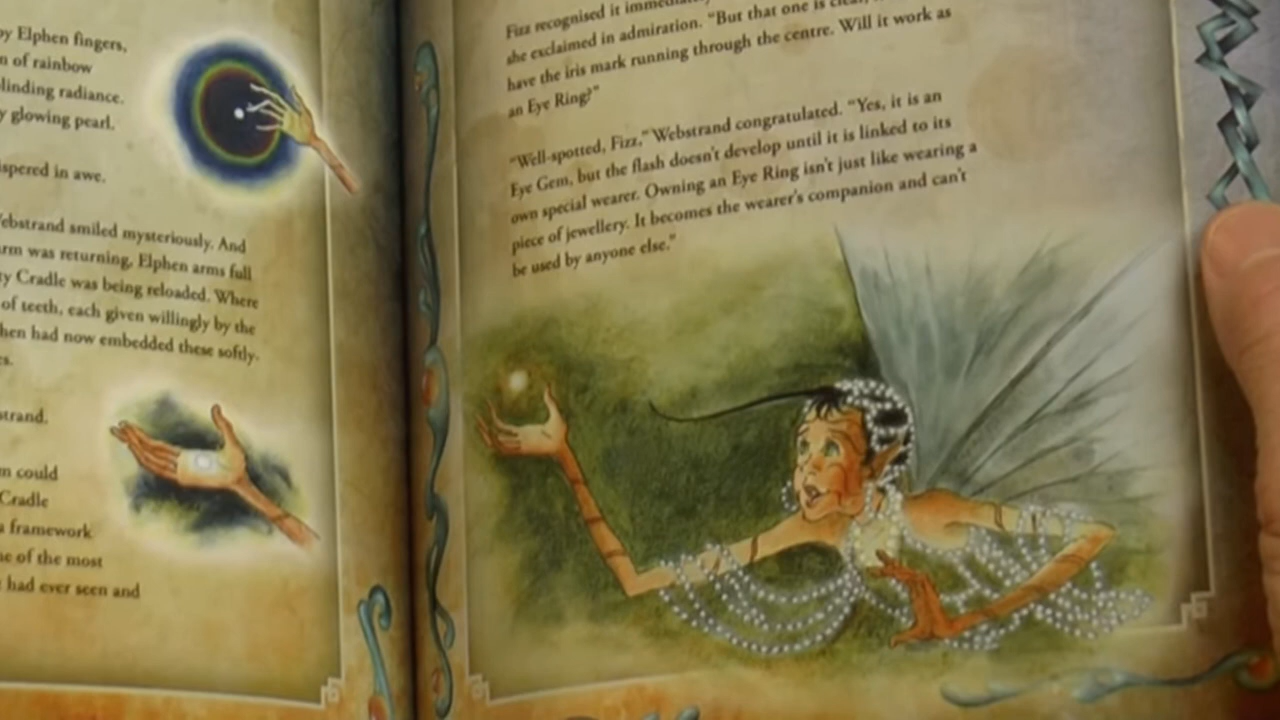 by Elphen fingers,
n of rainbow
linding radiance.
y glowing pearl.
spered in awe.
ebstrand smiled mysteriously. And
rm was returning, Elphen arms full
ty Cradle was being reloaded. Where
of teeth, each given willingly by the
hen had now embedded these softly-
s.
strand.
m could
Cradle
a framework
ne of the most
had ever seen and
Fizz recognised it
she exclaimed in admiration. “But that one is clear,
have the iris mark running through the centre. Will it work as
an Eye Ring?”
“Well-spotted, Fizz,” Webstrand congratulated. “Yes, it is an
Eye Gem, but the flash doesn’t develop until it is linked to its
own special wearer. Owning an Eye Ring isn’t just like wearing a
piece of jewellery. It becomes the wearer’s companion and can’t
be used by anyone else.”